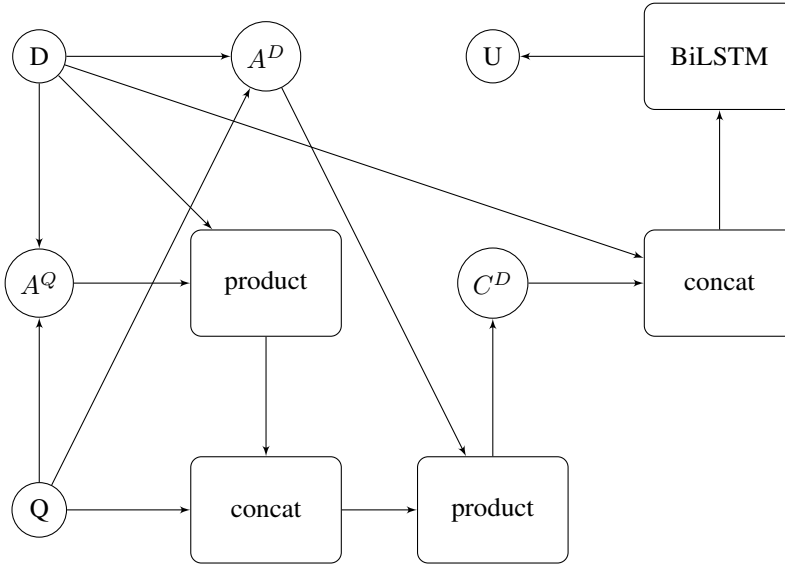 D
A^D
U
BiLSTM
A^Q
product
C^D
concat
Q
concat
product